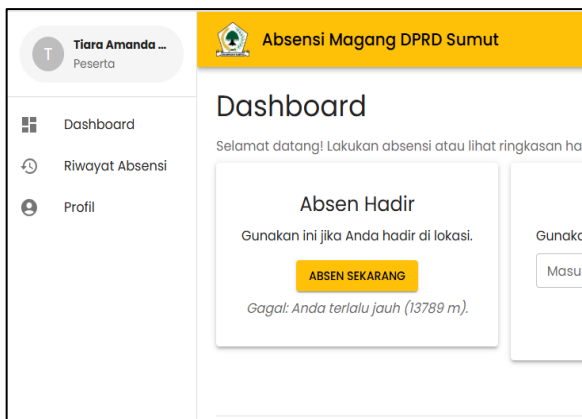 T
Tiara Amanda ...
Peserta
Absensi Magang DPRD Sumut
Dashboard
Riwayat Absensi
Profil
Dashboard
Selamat datang! Lakukan absensi atau lihat ringkasan ha
Absen Hadir
Gunakan ini jika Anda hadir di lokasi.
ABSEN SEKARANG
Gagal: Anda terlalu jauh (13789 m).
Gunaka
Masu